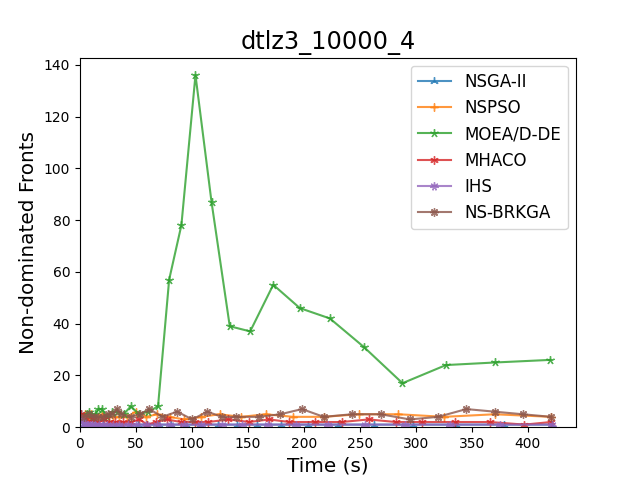 dtlz3_10000_4
Non-dominated Fronts
140
120
100
80
60
40
20
0
0 50 100 150 200 250 300 350 400
Time (s)
NSGA-II
NSPSO
MOEA/D-DE
MHACO
IHS
NS-BRKGA